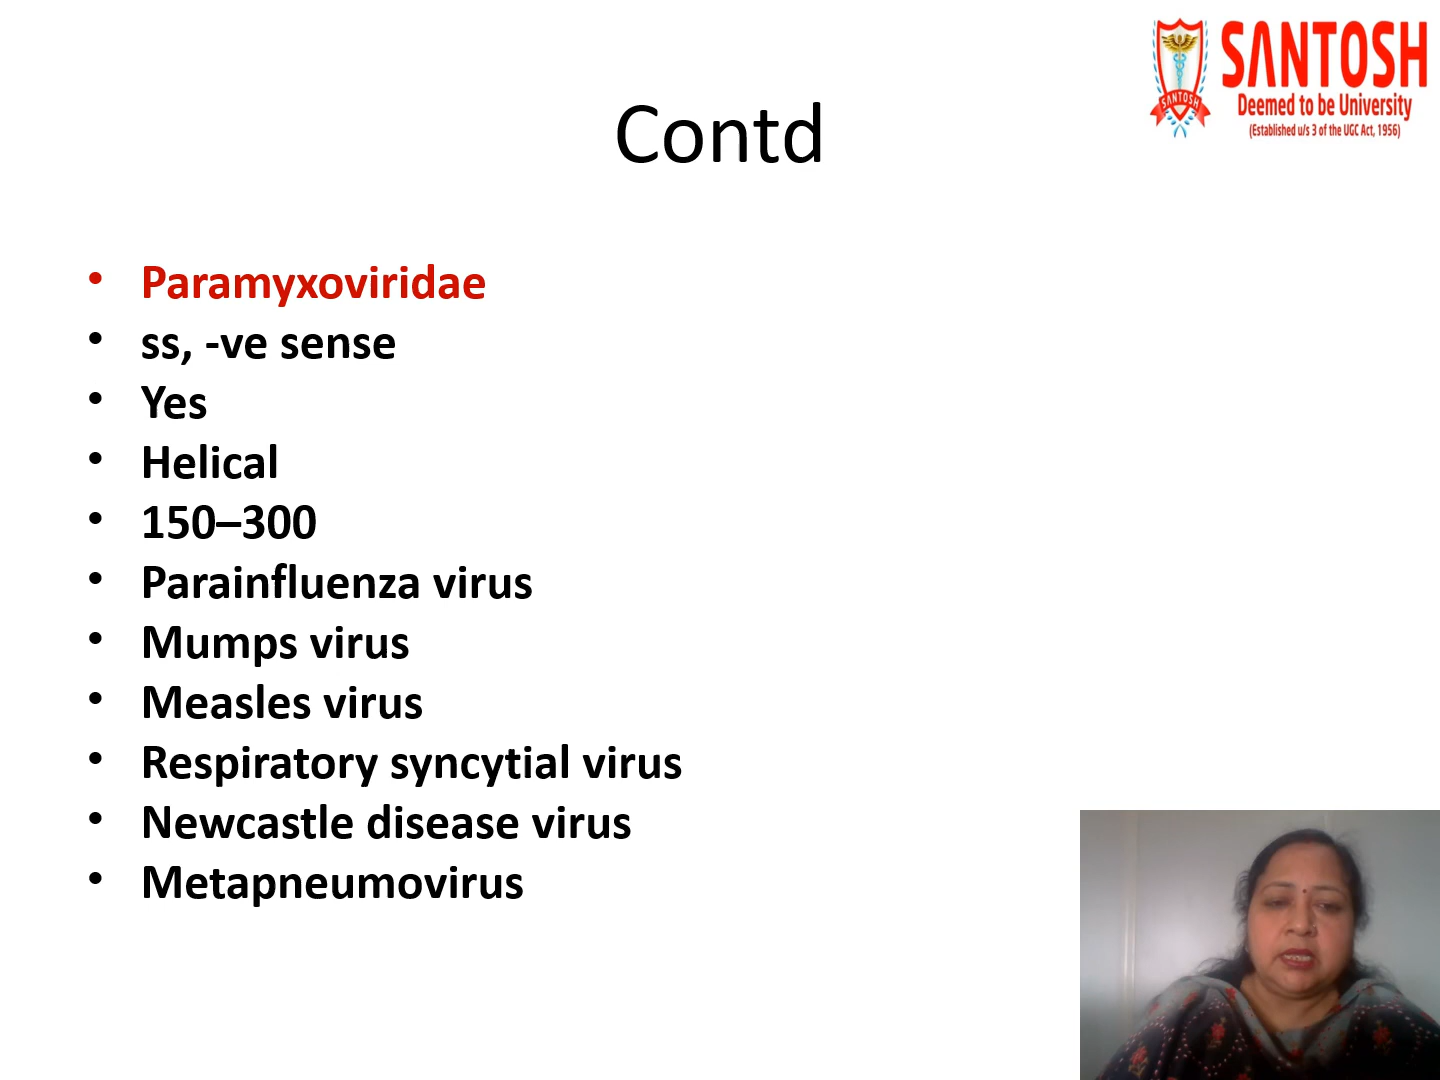 SANTOSH
Deemed to be University
(Established u/s 3 of the UGC Act, 1956)
SANTOSH
Contd
• Paramyxoviridae
• ss, -ve sense
• Yes
• Helical
• 150–300
• Parainfluenza virus
• Mumps virus
• Measles virus
• Respiratory syncytial virus
• Newcastle disease virus
• Metapneumovirus